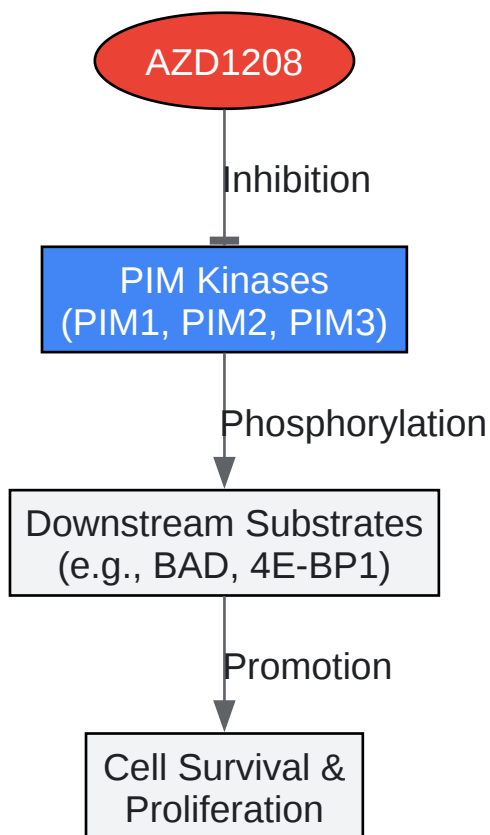 AZD1208
Inhibition
PIM Kinases
(PIM1, PIM2, PIM3)
Phosphorylation
Downstream Substrates
(e.g., BAD, 4E-BP1)
Promotion
Cell Survival &
Proliferation